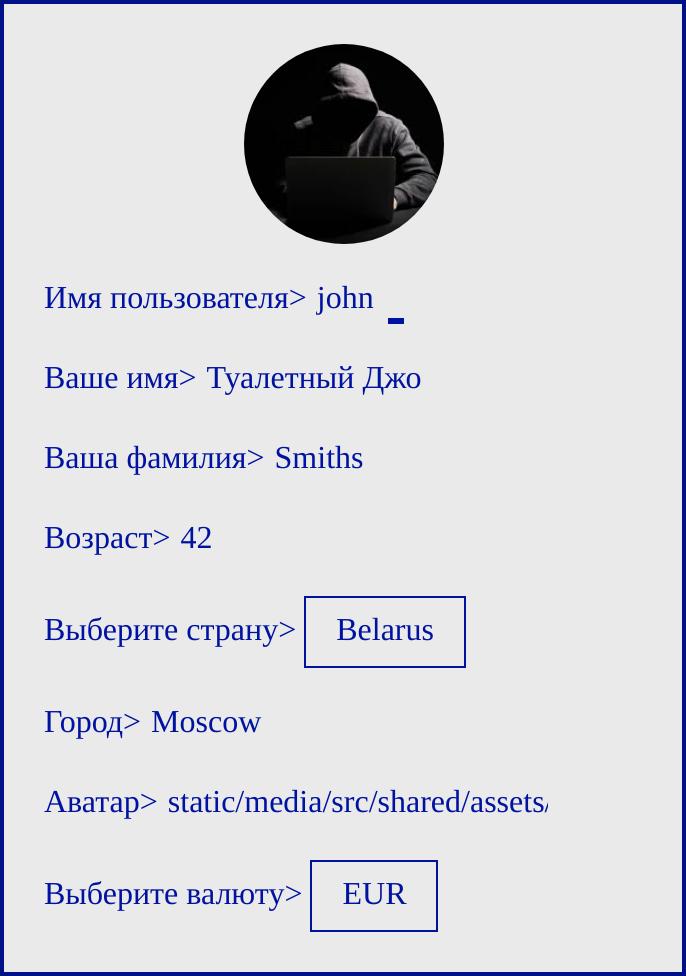 Имя пользователя> john
Ваше имя> Туалетный Джо
Ваша фамилия> Smiths
Возраст> 42
Выберите страну> Belarus
Город> Moscow
Аватар> static/media/src/shared/assets/
Выберите валюту> EUR